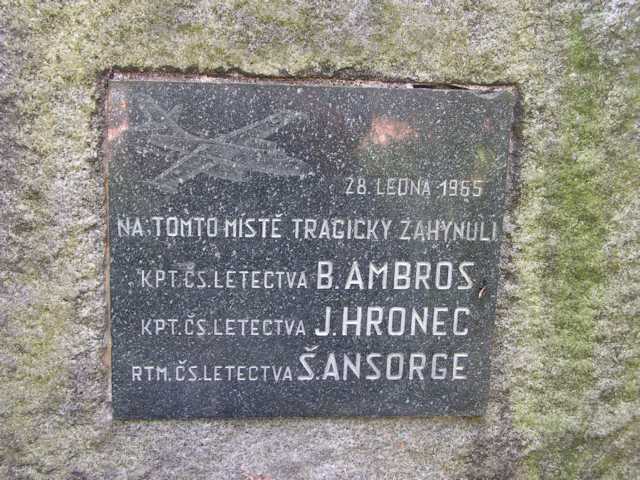 28. LEDNA 1965
NA TOMTO MISTĚ TRAGICKY ZAHYNULI
KPT. ČS. LETECTVA B. AMBROS
KPT. ČS. LETECTVA J. HRONEC
RTM. ČS. LETECTVA Š. ANSORGE